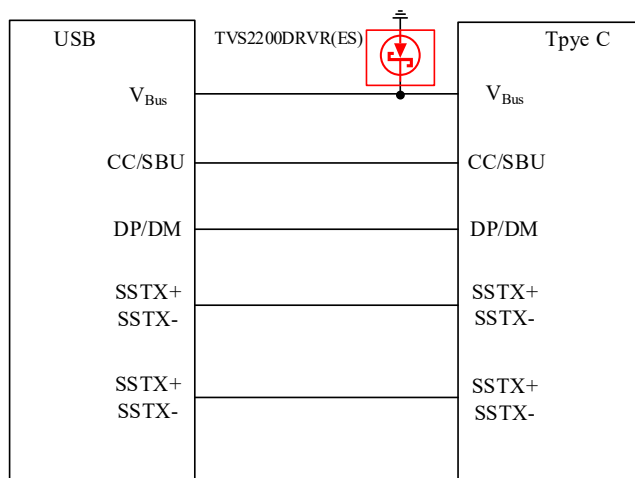 USB
TVS2200DRVR(ES)
Tpye C
VBus
VBus
CC/SBU
CC/SBU
DP/DM
DP/DM
SSTX+
SSTX-
SSTX+
SSTX-
SSTX+
SSTX-
SSTX+
SSTX-